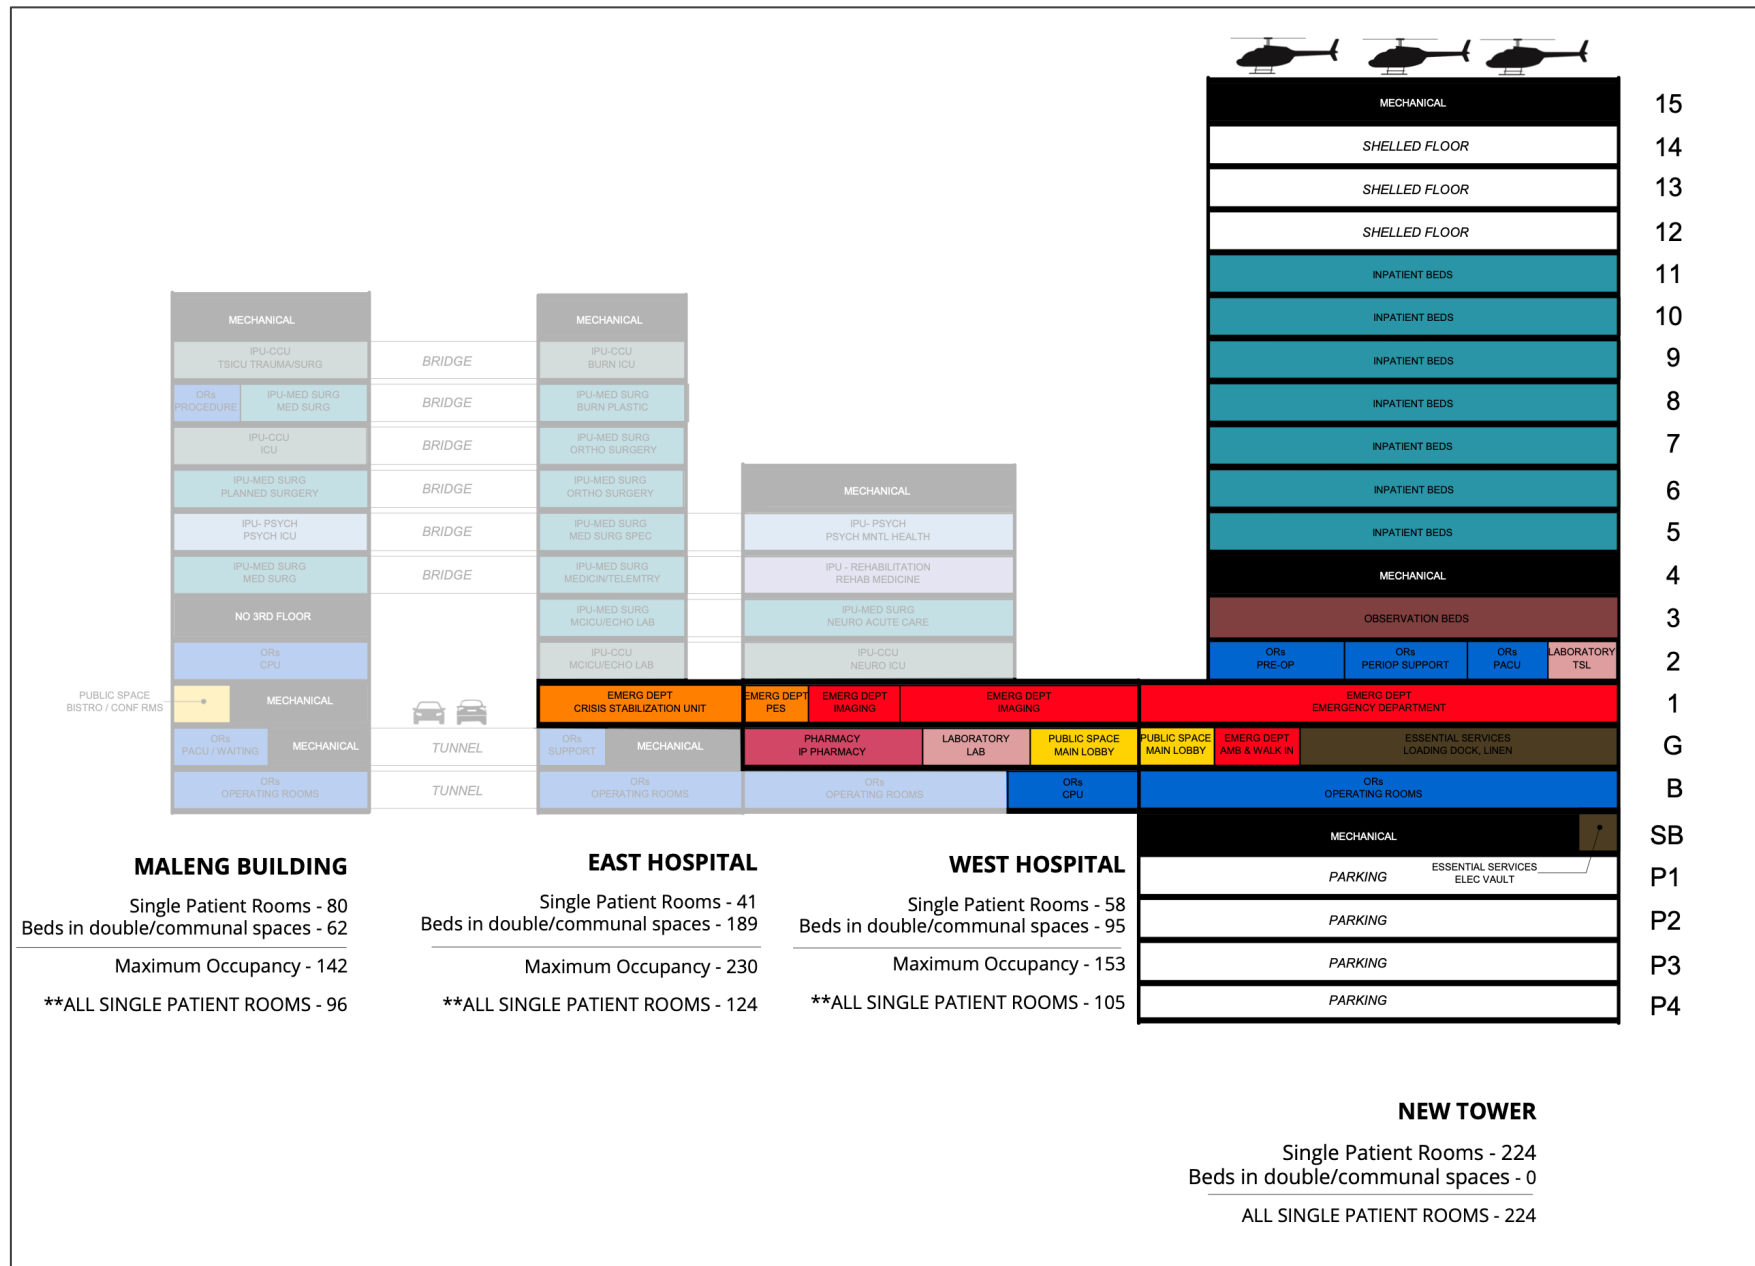 MECHANICAL
15
SHELLED FLOOR
14
SHELLED FLOOR
13
SHELLED FLOOR
12
INPATIENT BEDS
11
MECHANICAL
MECHANICAL
INPATIENT BEDS
10
IPU-CCU
TSICU TRAUMA/SURG
BRIDGE
IPU-CCU
BURN ICU
INPATIENT BEDS
9
ORs
PROCEDURE
IPU-MED SURG
MED SURG
BRIDGE
IPU-MED SURG
BURN PLASTIC
INPATIENT BEDS
8
IPU-CCU
ICU
BRIDGE
IPU-MED SURG
ORTHO SURGERY
INPATIENT BEDS
7
IPU-MED SURG
PLANNED SURGERY
BRIDGE
IPU-MED SURG
ORTHO SURGERY
MECHANICAL
INPATIENT BEDS
6
IPU- PSYCH
PSYCH ICU
BRIDGE
IPU-MED SURG
MED SURG SPEC
IPU- PSYCH
PSYCH MNTL HEALTH
INPATIENT BEDS
5
IPU-MED SURG
MED SURG
BRIDGE
IPU-MED SURG
MEDICIN/TELEMTRY
IPU - REHABILITATION
REHAB MEDICINE
MECHANICAL
4
NO 3RD FLOOR
IPU-MED SURG
MCICU/ECHO LAB
IPU-MED SURG
NEURO ACUTE CARE
OBSERVATION BEDS
3
ORs
CPU
IPU-CCU
MCICU/ECHO LAB
IPU-CCU
NEURO ICU
ORs
PRE-OP
ORs
PERIOP SUPPORT
ORs
PACU
LABORATORY
TSL
2
PUBLIC SPACE
BISTRO / CONF RMS
MECHANICAL
EMERG DEPT
CRISIS STABILIZATION UNIT
EMERG DEPT
PES
EMERG DEPT
IMAGING
EMERG DEPT
IMAGING
EMERG DEPT
EMERGENCY DEPARTMENT
1
ORs
PACU / WAITING
MECHANICAL
TUNNEL
ORs
SUPPORT
MECHANICAL
PHARMACY
IP PHARMACY
LABORATORY
LAB
PUBLIC SPACE
MAIN LOBBY
PUBLIC SPACE
MAIN LOBBY
EMERG DEPT
AMB & WALK IN
ESSENTIAL SERVICES
LOADING DOCK, LINEN
G
ORs
OPERATING ROOMS
TUNNEL
ORs
OPERATING ROOMS
ORs
OPERATING ROOMS
ORs
CPU
ORs
OPERATING ROOMS
B
MECHANICAL
SB
PARKING
ESSENTIAL SERVICES
ELEC VAULT
P1
PARKING
P2
PARKING
P3
PARKING
P4
MALENG BUILDING
Single Patient Rooms - 80
Beds in double/communal spaces - 62
Maximum Occupancy - 142
**ALL SINGLE PATIENT ROOMS - 96
EAST HOSPITAL
Single Patient Rooms - 41
Beds in double/communal spaces - 189
Maximum Occupancy - 230
**ALL SINGLE PATIENT ROOMS - 124
WEST HOSPITAL
Single Patient Rooms - 58
Beds in double/communal spaces - 95
Maximum Occupancy - 153
**ALL SINGLE PATIENT ROOMS - 105
NEW TOWER
Single Patient Rooms - 224
Beds in double/communal spaces - 0
ALL SINGLE PATIENT ROOMS - 224